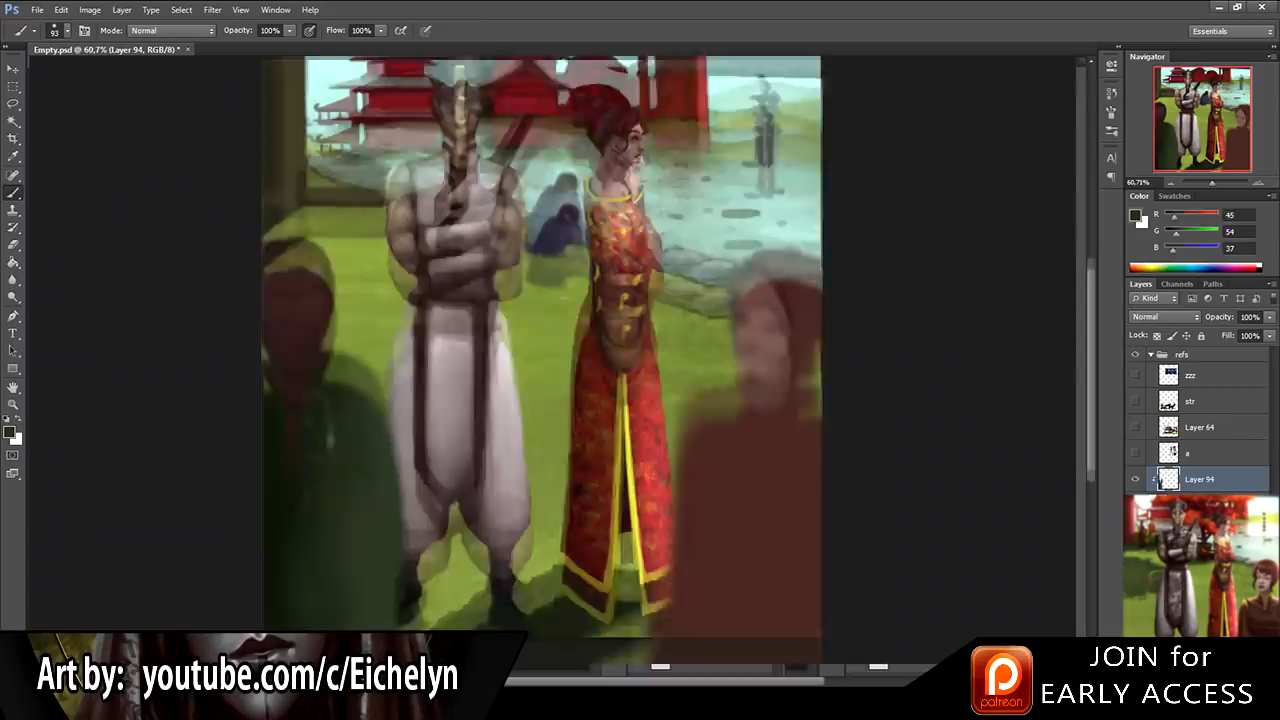 Ps File Edit Image Layer Type Select Filter View Window Help
93 Mode: Normal Opacity: 100% Flow: 100% Essentials
Empty.psd @ 60,7% (Layer 94, RGB/8) *
Navigator
60,71%
Color Swatches
R 45
G 54
B 37
Layers Channels Paths
Kind
Normal Opacity: 100%
Lock: Fill: 100%
refs
zzz
str
Layer 64
a
Layer 94
Art by: youtube.com/c/Eichelyn
patreon
JOIN for
EARLY ACCESS